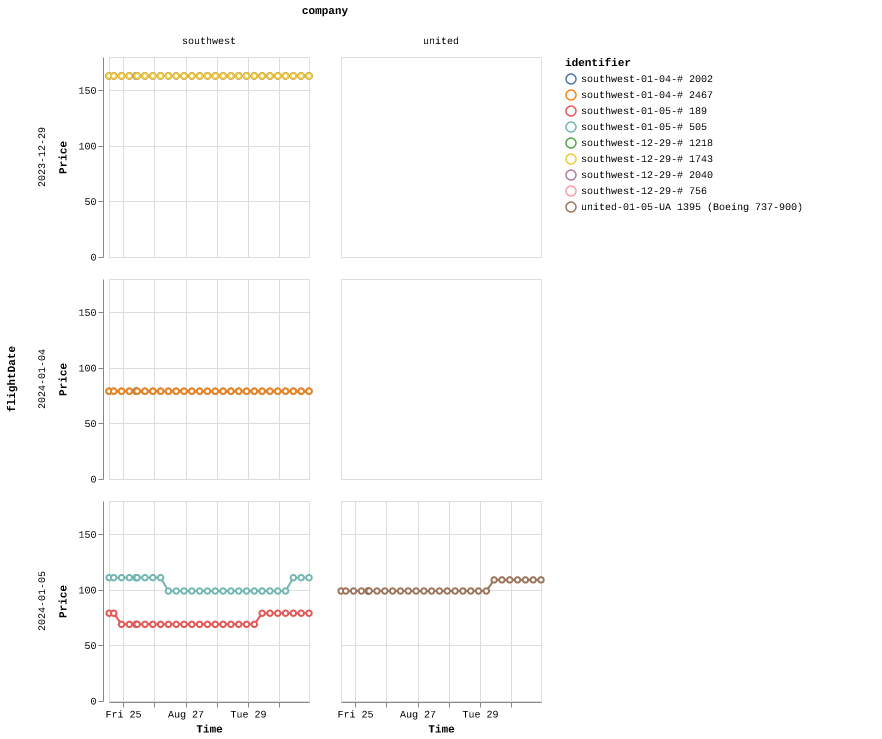 company
southwest
united
identifier
southwest-01-04-# 2002
southwest-01-04-# 2467
southwest-01-05-# 189
southwest-01-05-# 505
southwest-12-29-# 1218
southwest-12-29-# 1743
southwest-12-29-# 2040
southwest-12-29-# 756
united-01-05-UA 1395 (Boeing 737-900)
flightDate
2023-12-29
Price
150
100
50
0
2024-01-04
Price
150
100
50
0
2024-01-05
Price
150
100
50
0
Fri 25 Aug 27 Tue 29
Time
Fri 25 Aug 27 Tue 29
Time